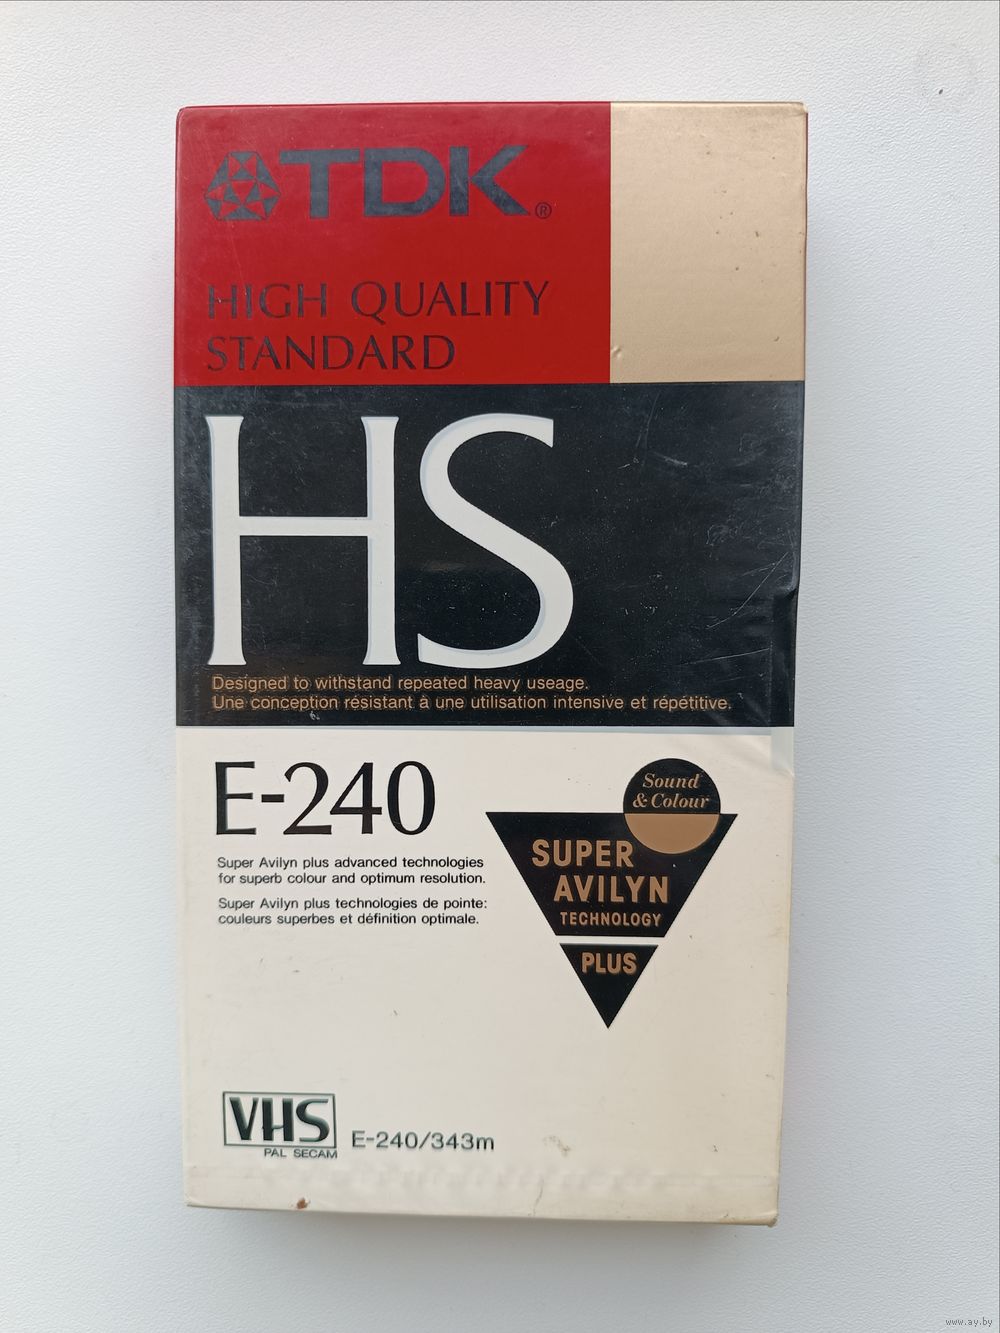 TDK®
HIGH QUALITY
STANDARD
HS
Designed to withstand repeated heavy useage.
Une conception résistant à une utilisation intensive et répétitive.
E-240
Super Avilyn plus advanced technologies
for superb colour and optimum resolution.
Super Avilyn plus technologies de pointe:
couleurs superbes et définition optimale.
Sound
& Colour
SUPER
AVILYN
TECHNOLOGY
PLUS
VHS
PAL SECAM
E-240/343m
www.ay.by